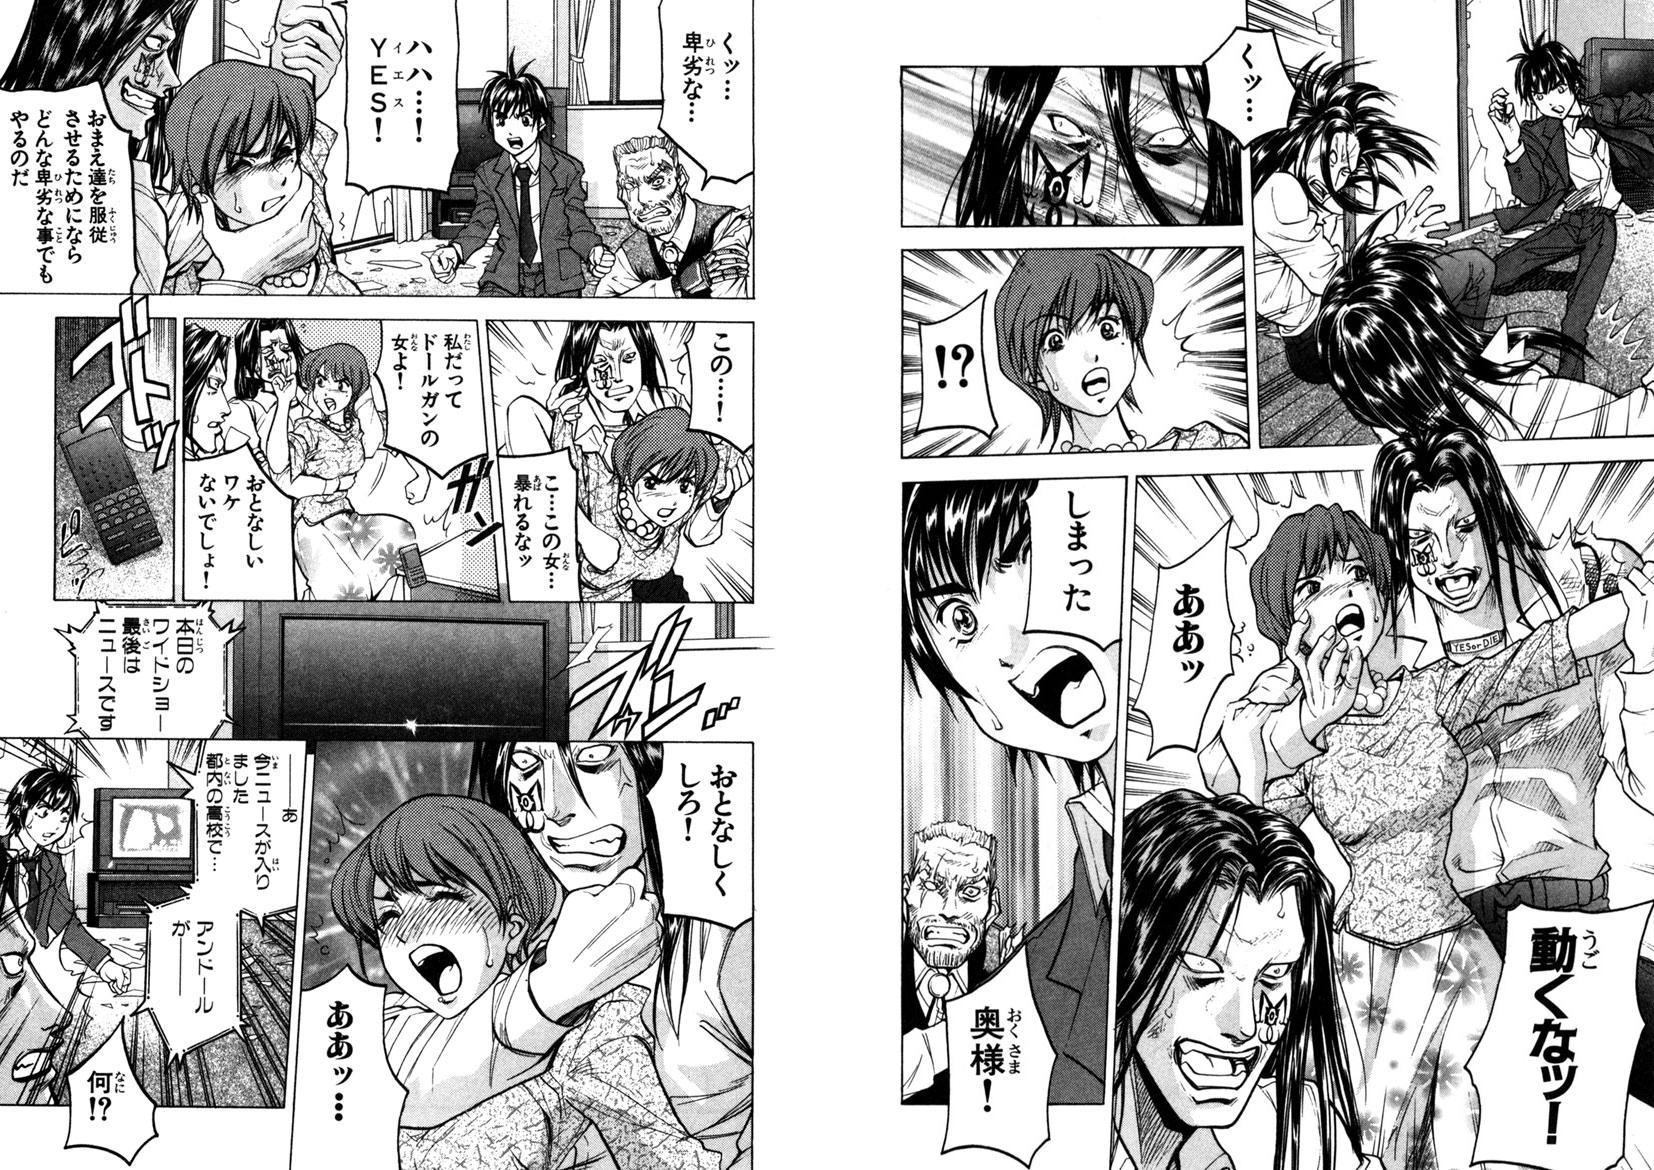 くッ…
!?
YES or DIE
ああッ
動くなッ!
しまった
奥様!
くッ…
卑劣な…
ハハ…!
YES!
おまえ達を服従
させるためになら
どんな卑劣な事でも
やるのだ
この…!
こ…この女…
暴れるなッ
私だって
ドールガンの
女よ!
おとなしい
ワケ
ないでしょ!
ガンッ
ゴトッ
本日の
ワイドショー
最後は
ニュースです
おとなしく
しろ!
ああッ…
――あ
今ニュースが入り
ました
都内の高校で…
アンドール
が――
何!?